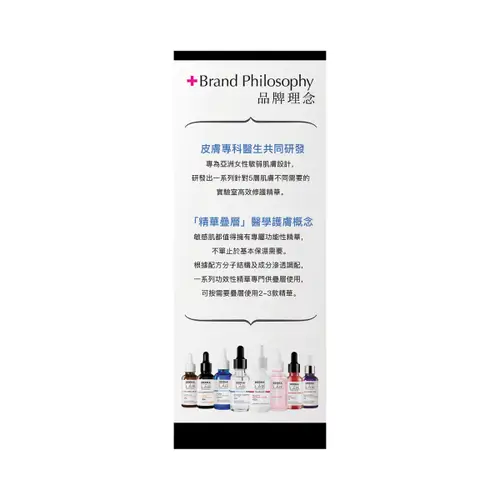 +Brand Philosophy
品牌理念
皮膚專科醫生共同研發
專為亞洲女性敏弱肌膚設計，
研發出一系列針對5層肌膚不同需要的
實驗室高效修護精華。
「精華疊層」醫學護膚概念
敏感肌都值得擁有專屬功能性精華，
不單止於基本保濕需要。
根據配方分子結構及成分滲透調配，
一系列功效性精華專門供疊層使用，
可按需要疊層使用2-3款精華。